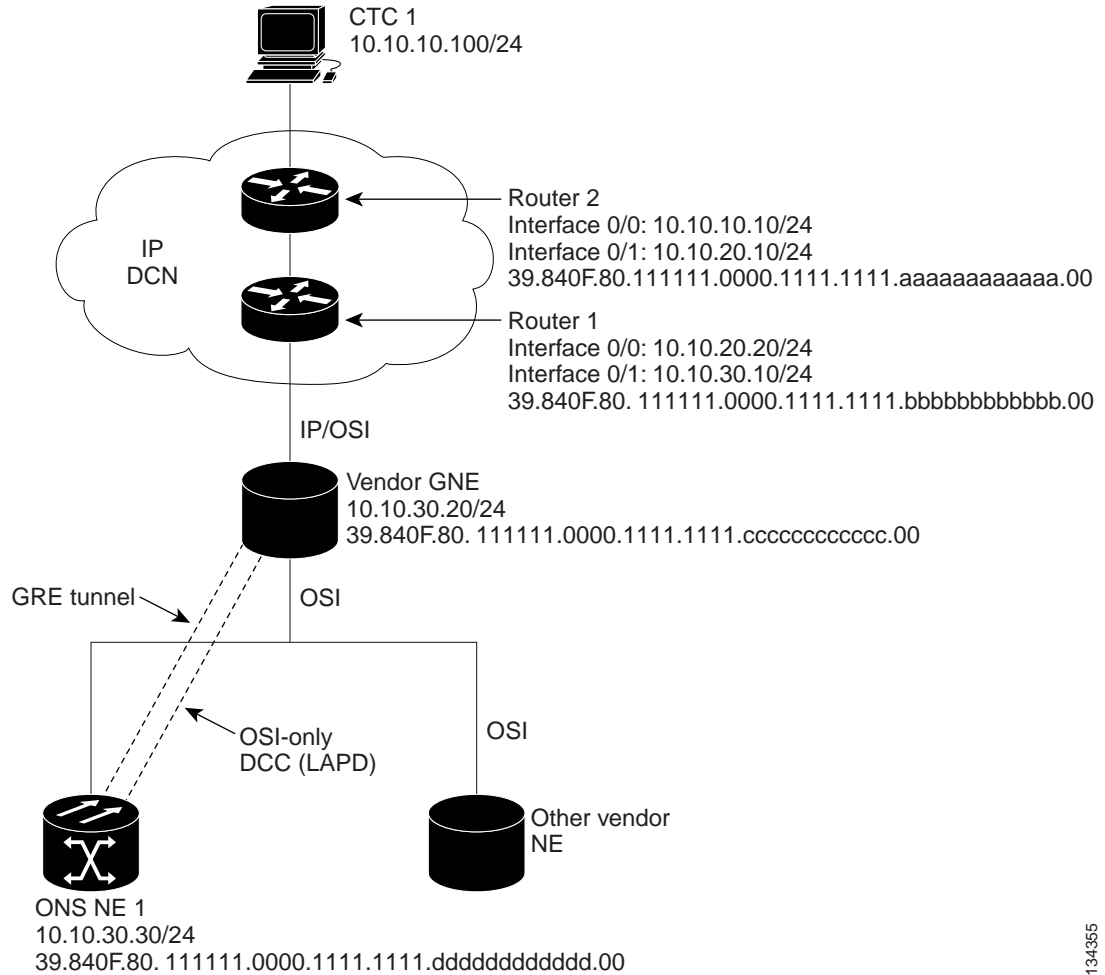 CTC 1
10.10.10.100/24
Router 2
Interface 0/0: 10.10.10.10/24
Interface 0/1: 10.10.20.10/24
39.840F.80.111111.0000.1111.1111.aaaaaaaaaaaa.00
IP
DCN
Router 1
Interface 0/0: 10.10.20.20/24
Interface 0/1: 10.10.30.10/24
39.840F.80. 111111.0000.1111.1111.bbbbbbbbbbbb.00
IP/OSI
Vendor GNE
10.10.30.20/24
39.840F.80. 111111.0000.1111.1111.cccccccccccc.00
GRE tunnel
OSI
OSI-only
DCC (LAPD)
OSI
Other vendor
NE
ONS NE 1
10.10.30.30/24
39.840F.80. 111111.0000.1111.1111.dddddddddddd.00
134355